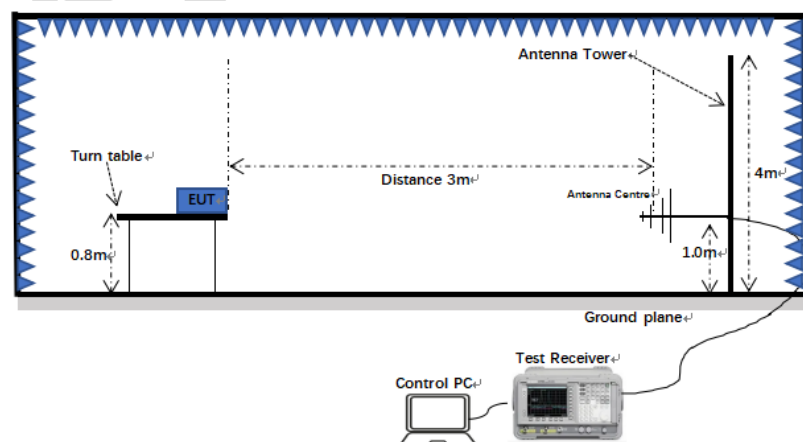 Antenna Tower
Turn table
Distance 3m
4m
EUT
Antenna Centre
0.8m
1.0m
Ground plane
Test Receiver
Control PC